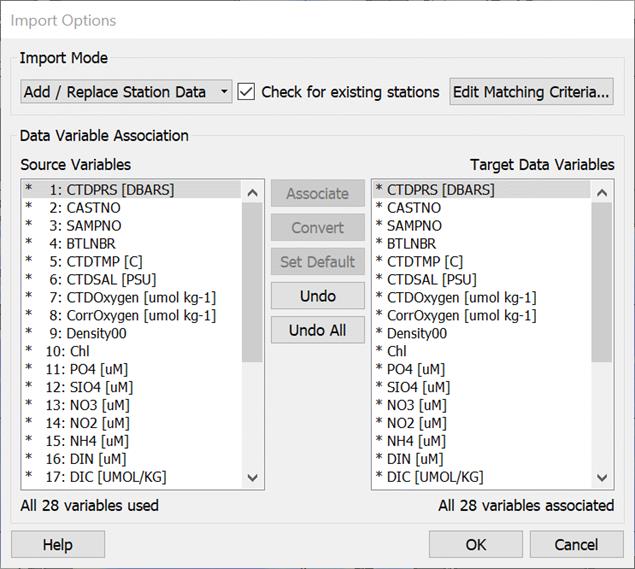 Import Options
Import Mode
Add / Replace Station Data
Check for existing stations
Edit Matching Criteria...
Data Variable Association
Source Variables
* 1: CTDPRS [DBARS]
* 2: CASTNO
* 3: SAMPNO
* 4: BTLNBR
* 5: CTDTMP [C]
* 6: CTDSAL [PSU]
* 7: CTDOxygen [umol kg-1]
* 8: CorrOxygen [umol kg-1]
* 9: Density00
* 10: Chl
* 11: PO4 [uM]
* 12: SIO4 [uM]
* 13: NO3 [uM]
* 14: NO2 [uM]
* 15: NH4 [uM]
* 16: DIN [uM]
* 17: DIC [UMOL/KG]
All 28 variables used
Associate
Convert
Set Default
Undo
Undo All
Target Data Variables
* CTDPRS [DBARS]
* CASTNO
* SAMPNO
* BTLNBR
* CTDTMP [C]
* CTDSAL [PSU]
* CTDOxygen [umol kg-1]
* CorrOxygen [umol kg-1]
* Density00
* Chl
* PO4 [uM]
* SIO4 [uM]
* NO3 [uM]
* NO2 [uM]
* NH4 [uM]
* DIN [uM]
* DIC [UMOL/KG]
All 28 variables associated
Help
OK
Cancel